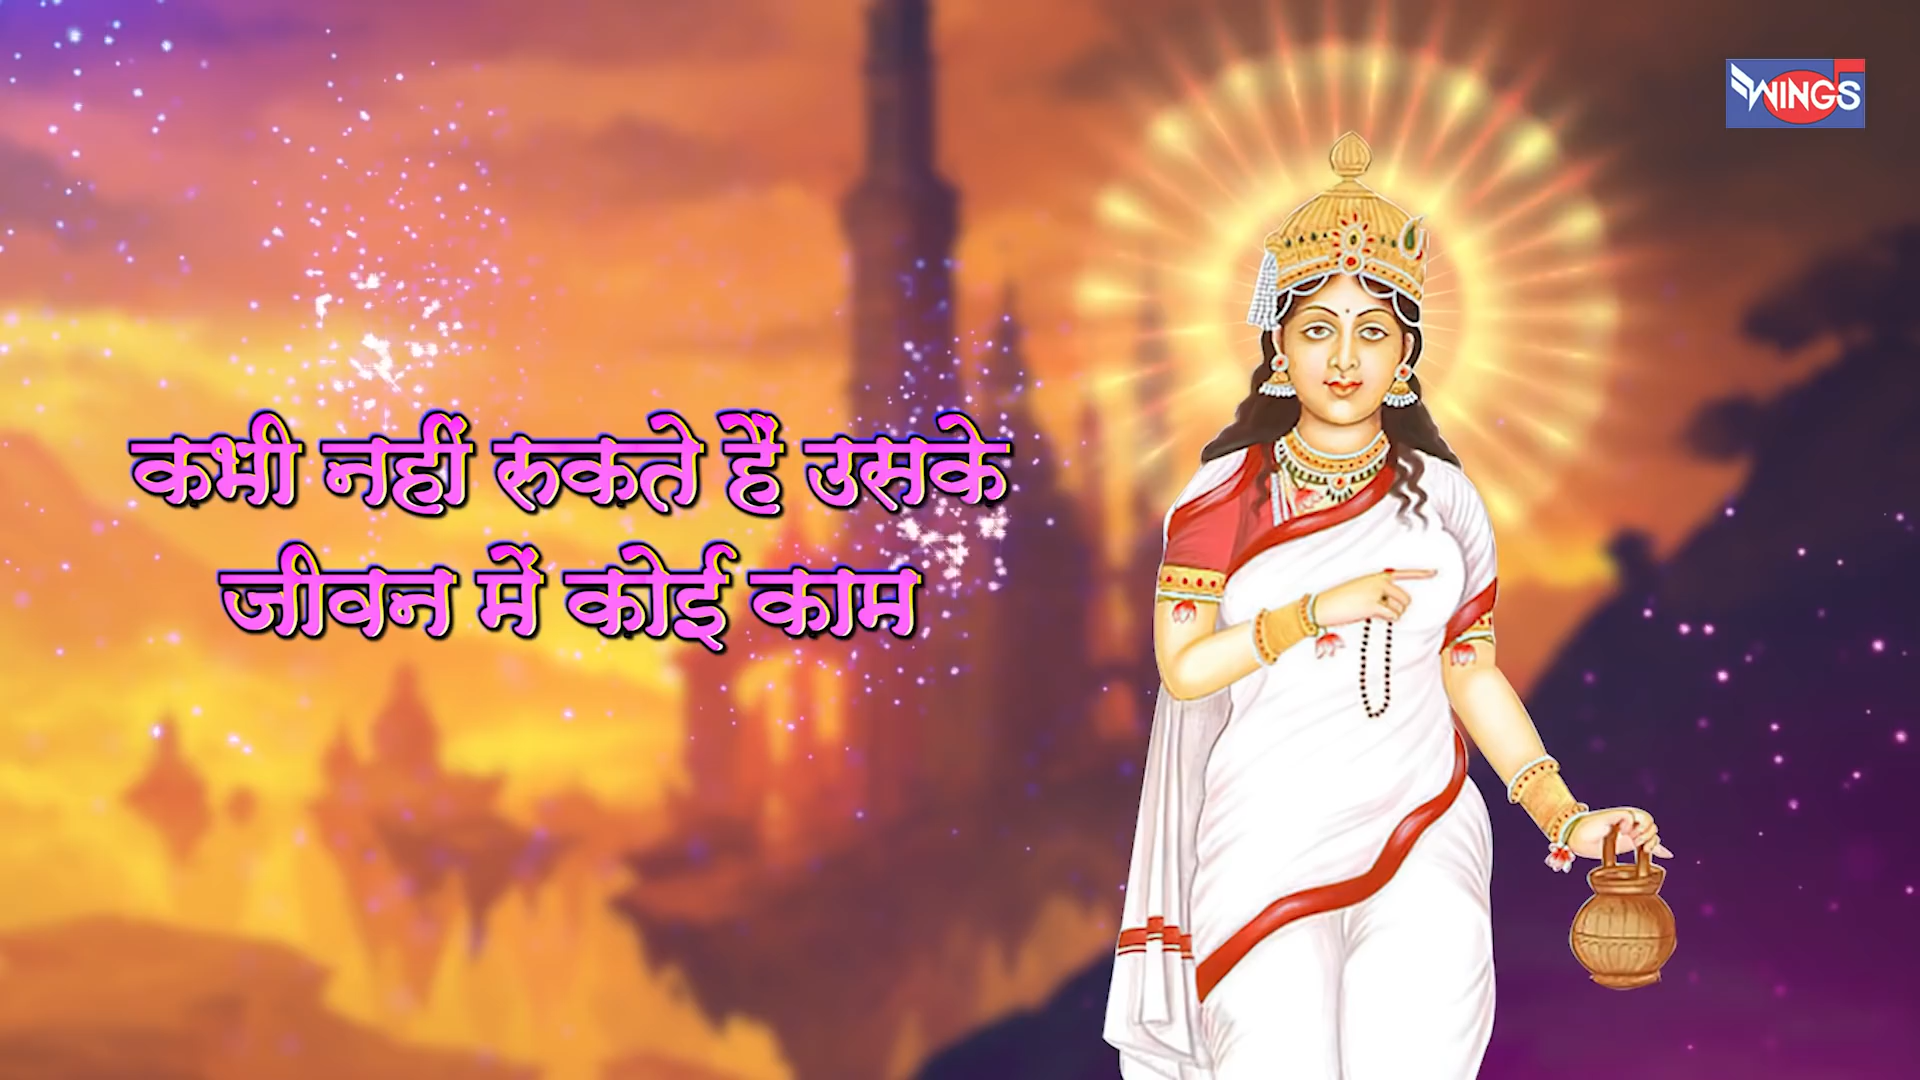 WINGS
कभी नहीं रुकते हैं उसके
जीवन में कोई काम